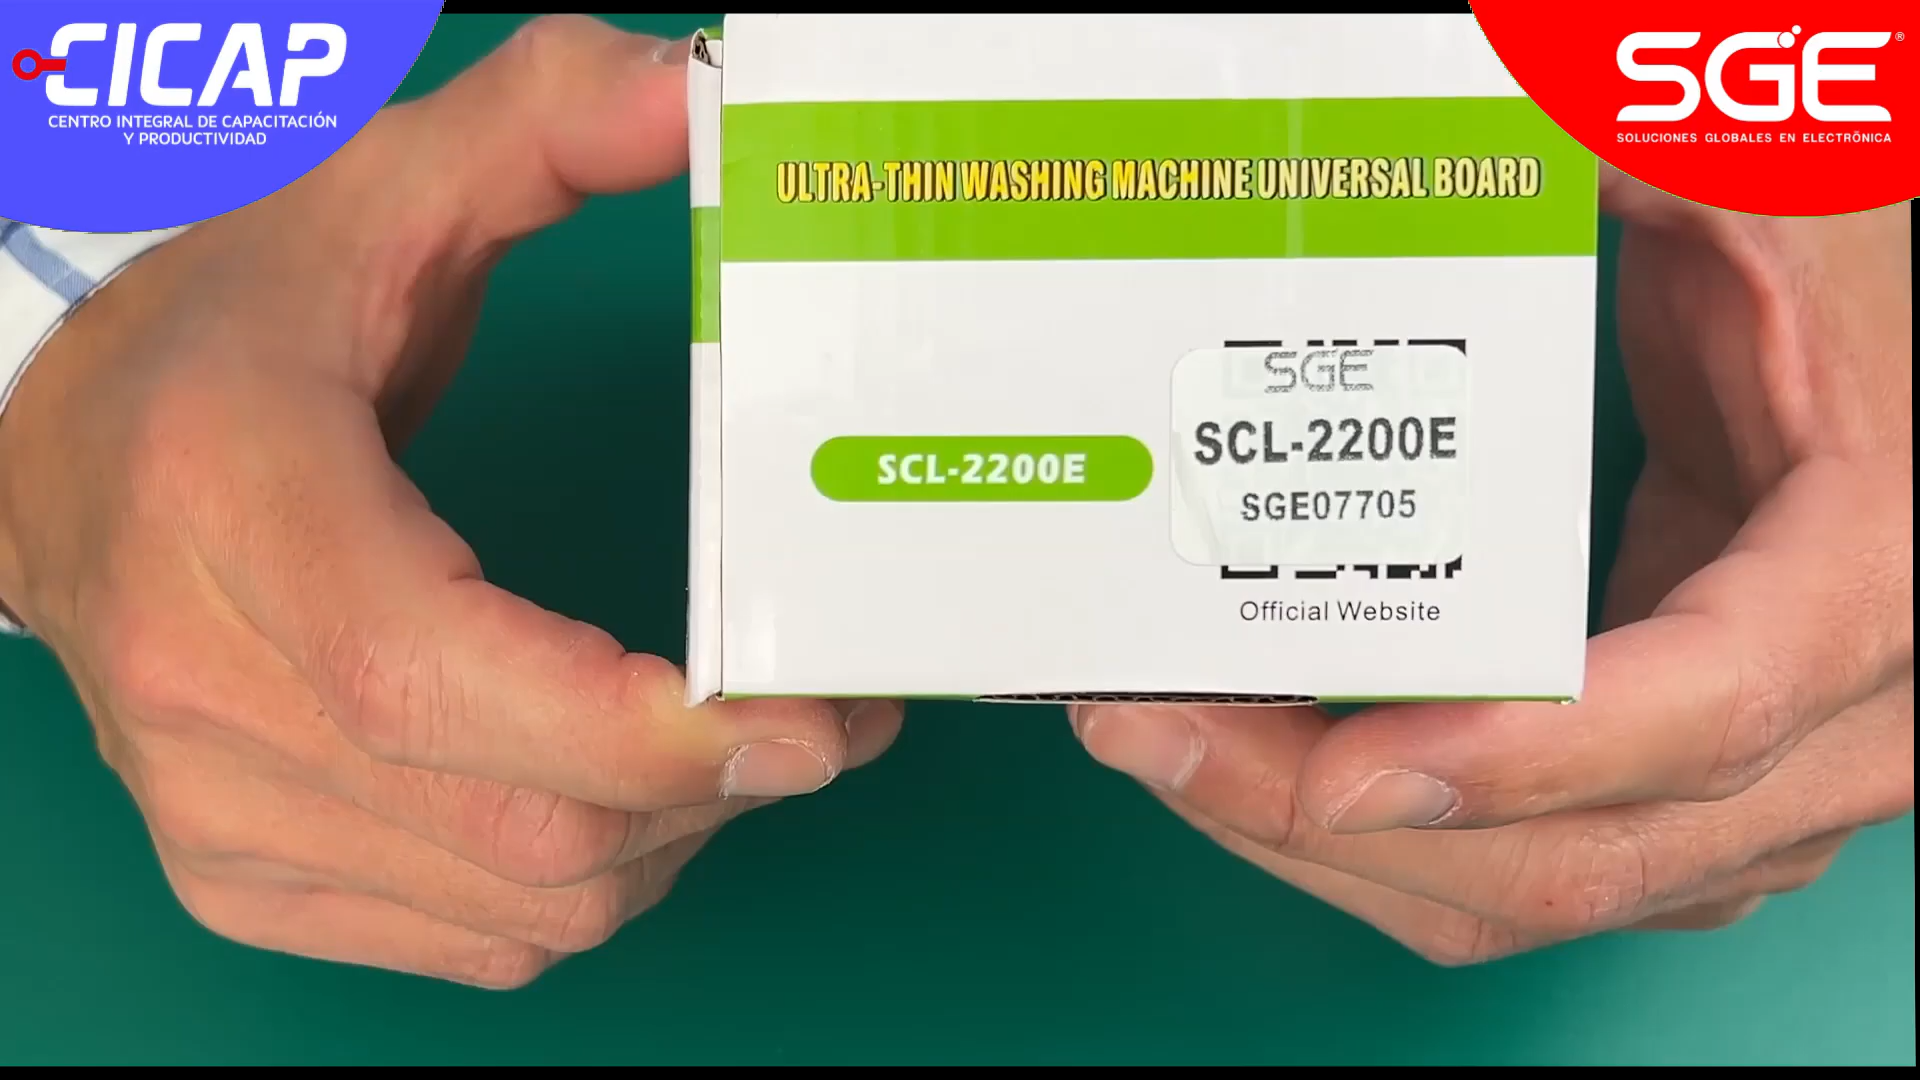 CICAP
CENTRO INTEGRAL DE CAPACITACIÓN
Y PRODUCTIVIDAD
SGE®
SOLUCIONES GLOBALES EN ELECTRÓNICA
ULTRA-THIN WASHING MACHINE UNIVERSAL BOARD
SCL-2200E
SGE
SCL-2200E
SGE07705
Official Website